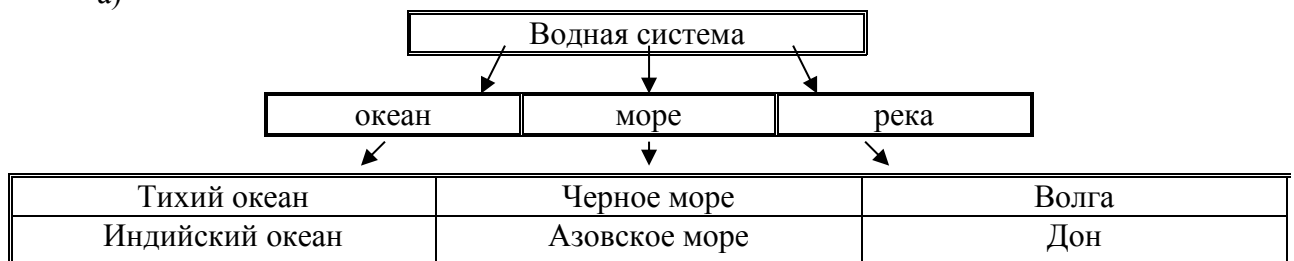 а)
Водная система
океан море река
Тихий океан Черное море Волга
Индийский океан Азовское море Дон